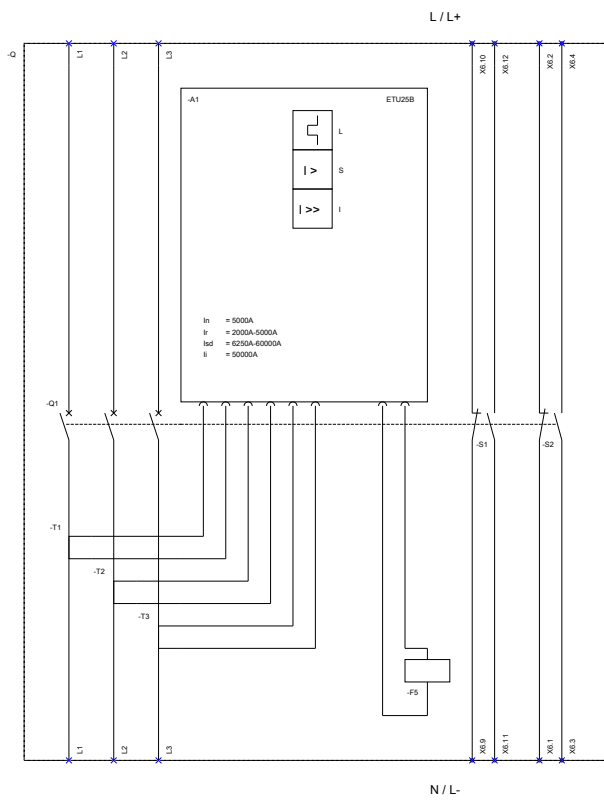 L / L+
-Q
L1
L2
L3
X6.10
X6.12
X6.2
X6.4
-A1
ETU25B
L
I >
S
I >>
I
In = 5000A
Ir = 2000A-5000A
Isd = 6250A-60000A
Ii = 50000A
-Q1
-S1
-S2
-T1
-T2
-T3
-F5
L1
L2
L3
X6.9
X6.11
X6.1
X6.3
N / L-